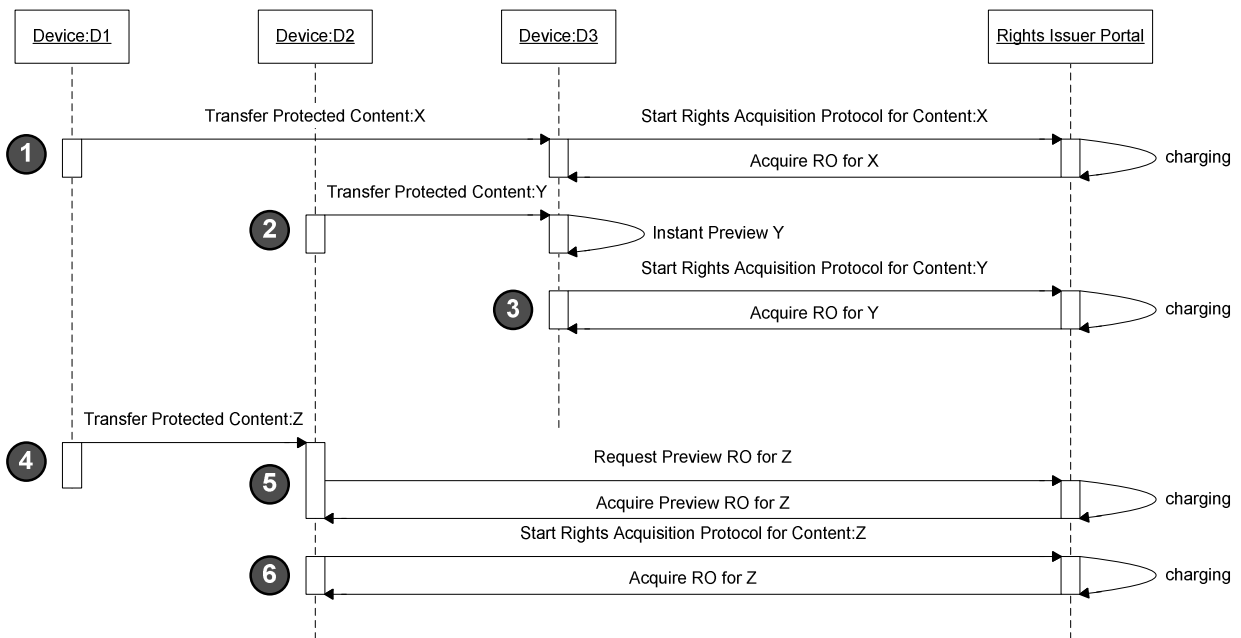 Device:D1
Device:D2
Device:D3
Rights Issuer Portal
Transfer Protected Content:X
Start Rights Acquisition Protocol for Content:X
1
Acquire RO for X
charging
Transfer Protected Content:Y
2
Instant Preview Y
Start Rights Acquisition Protocol for Content:Y
3
Acquire RO for Y
charging
Transfer Protected Content:Z
4
Request Preview RO for Z
5
Acquire Preview RO for Z
charging
Start Rights Acquisition Protocol for Content:Z
6
Acquire RO for Z
charging